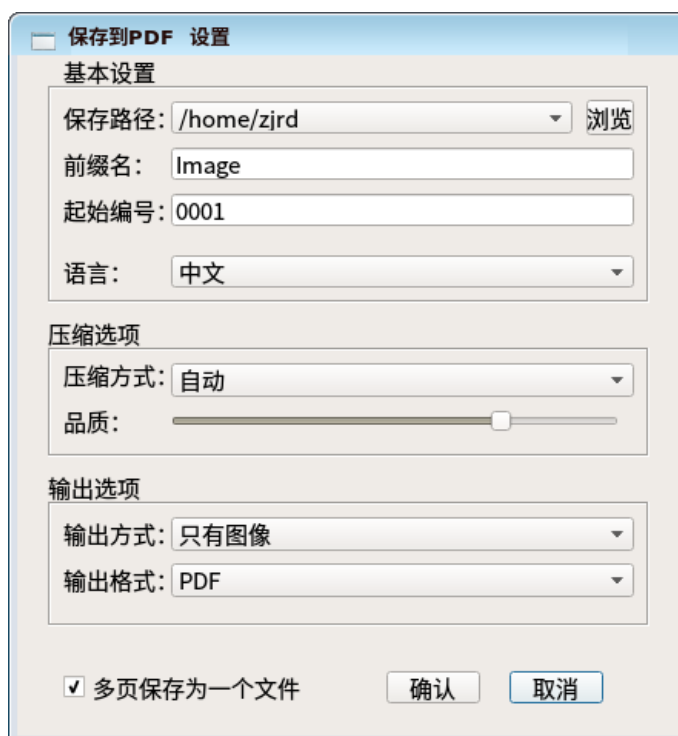 保存到PDF 设置
基本设置
保存路径: /home/zjrd 浏览
前缀名: Image
起始编号: 0001
语言: 中文
压缩选项
压缩方式: 自动
品质:
输出选项
输出方式: 只有图像
输出格式: PDF
多页保存为一个文件 确认 取消